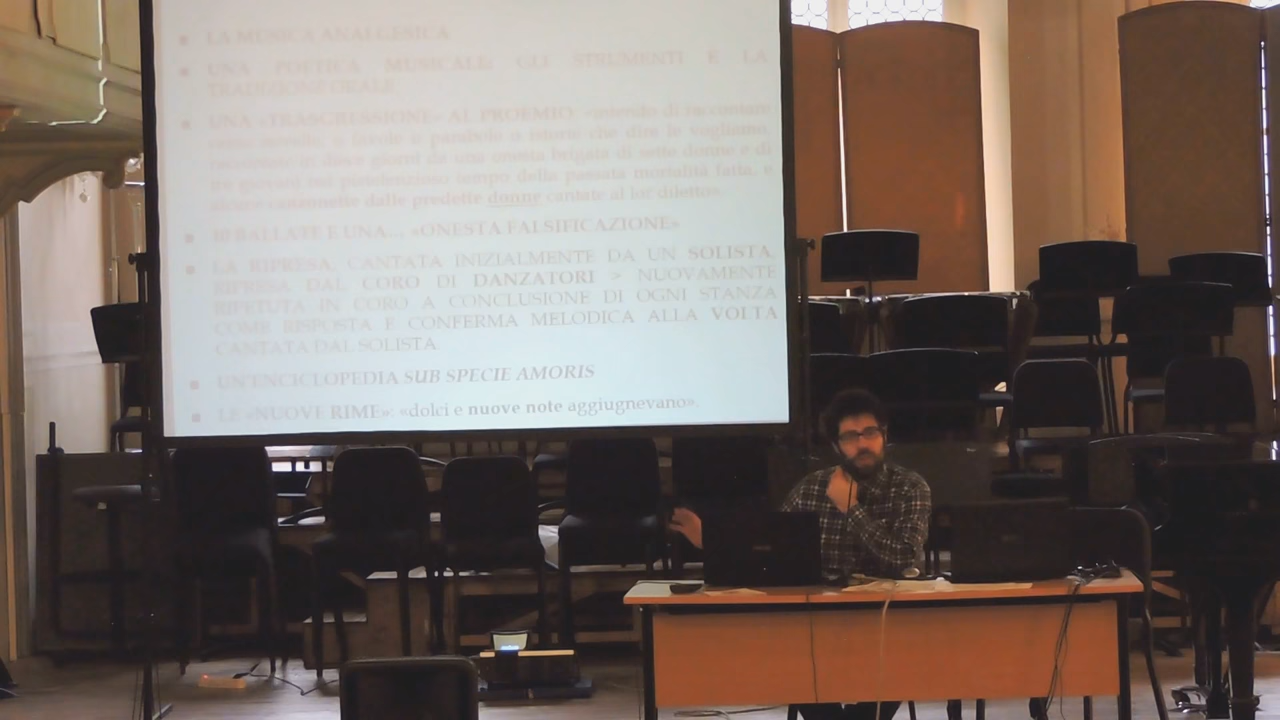 LA MUSICA ANALGESICA
UNA POETICA MUSICALE: GLI STRUMENTI E LA
TRADIZIONE ORALE
UNA «TRASGRESSIONE» AL PROEMIO: «intendo di raccontare
cento novelle, o favole o parabole o istorie che dire le vogliamo,
raccontate in diece giorni da una onesta brigata di sette donne e di
tre giovani nel pistelenzioso tempo della passata mortalità fatta, e
alcune canzonette dalle predette donne cantate al lor diletto».
BALLATE E UNA... «ONESTA FALSIFICAZIONE»
LA RIPRESA, CANTATA INIZIALMENTE DA UN SOLISTA,
RIPRESA DAL CORO DI DANZATORI > NUOVAMENTE
RIPETUTA IN CORO A CONCLUSIONE DI OGNI STANZA
COME RISPOSTA E CONFERMA MELODICA ALLA VOLTA
CANTATA DAL SOLISTA
UN'ENCICLOPEDIA SUB SPECIE AMORIS
LE «NUOVE RIME»: «dolci e nuove note aggiugnevano».